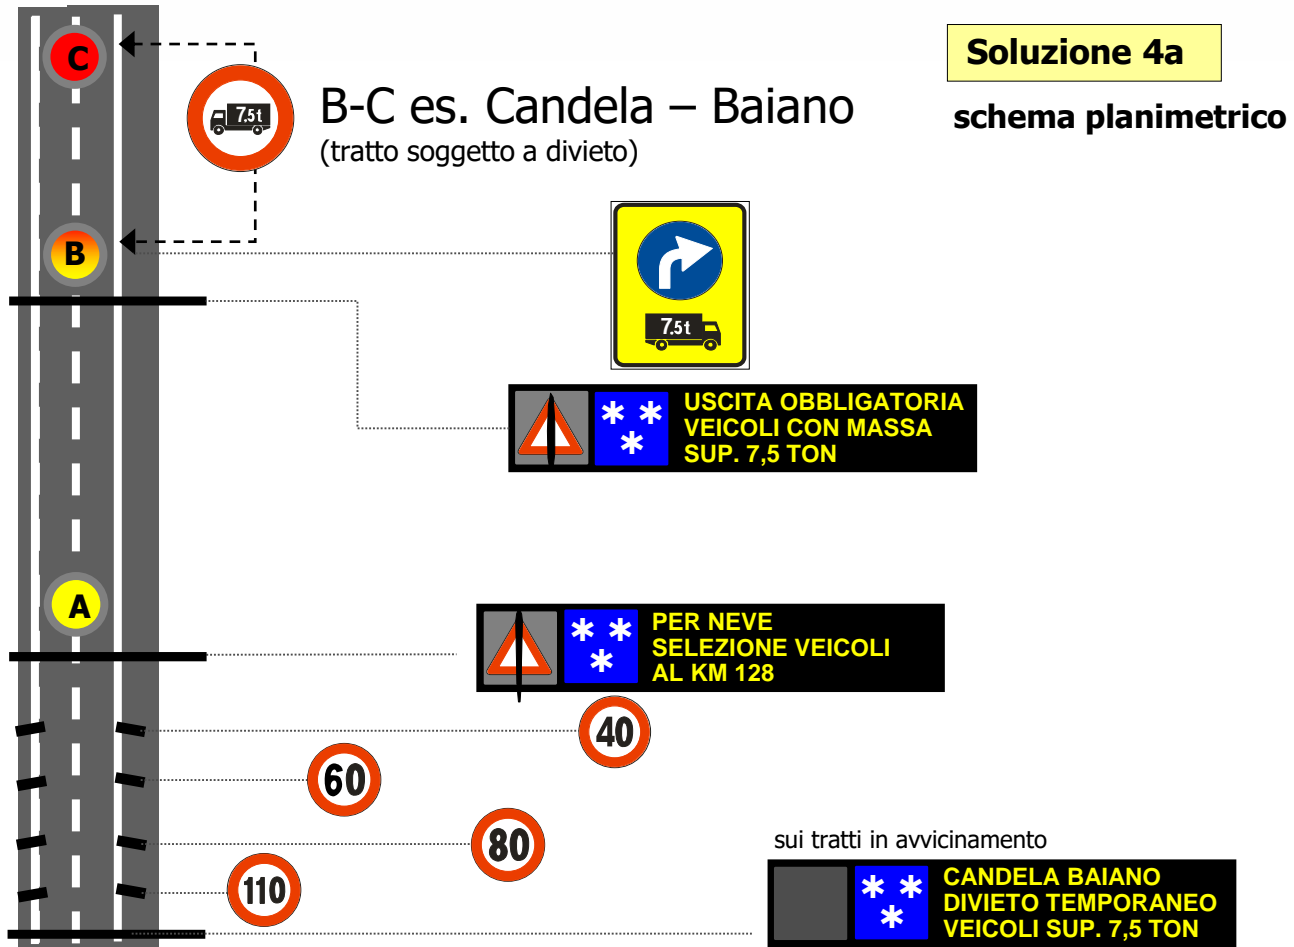 C
7.5t
B-C es. Candela – Baiano
(tratto soggetto a divieto)
Soluzione 4a
schema planimetrico
B
7.5t
USCITA OBBLIGATORIA
VEICOLI CON MASSA
SUP. 7,5 TON
A
PER NEVE
SELEZIONE VEICOLI
AL KM 128
40
60
80
110
sui tratti in avvicinamento
CANDELA BAIANO
DIVIETO TEMPORANEO
VEICOLI SUP. 7,5 TON